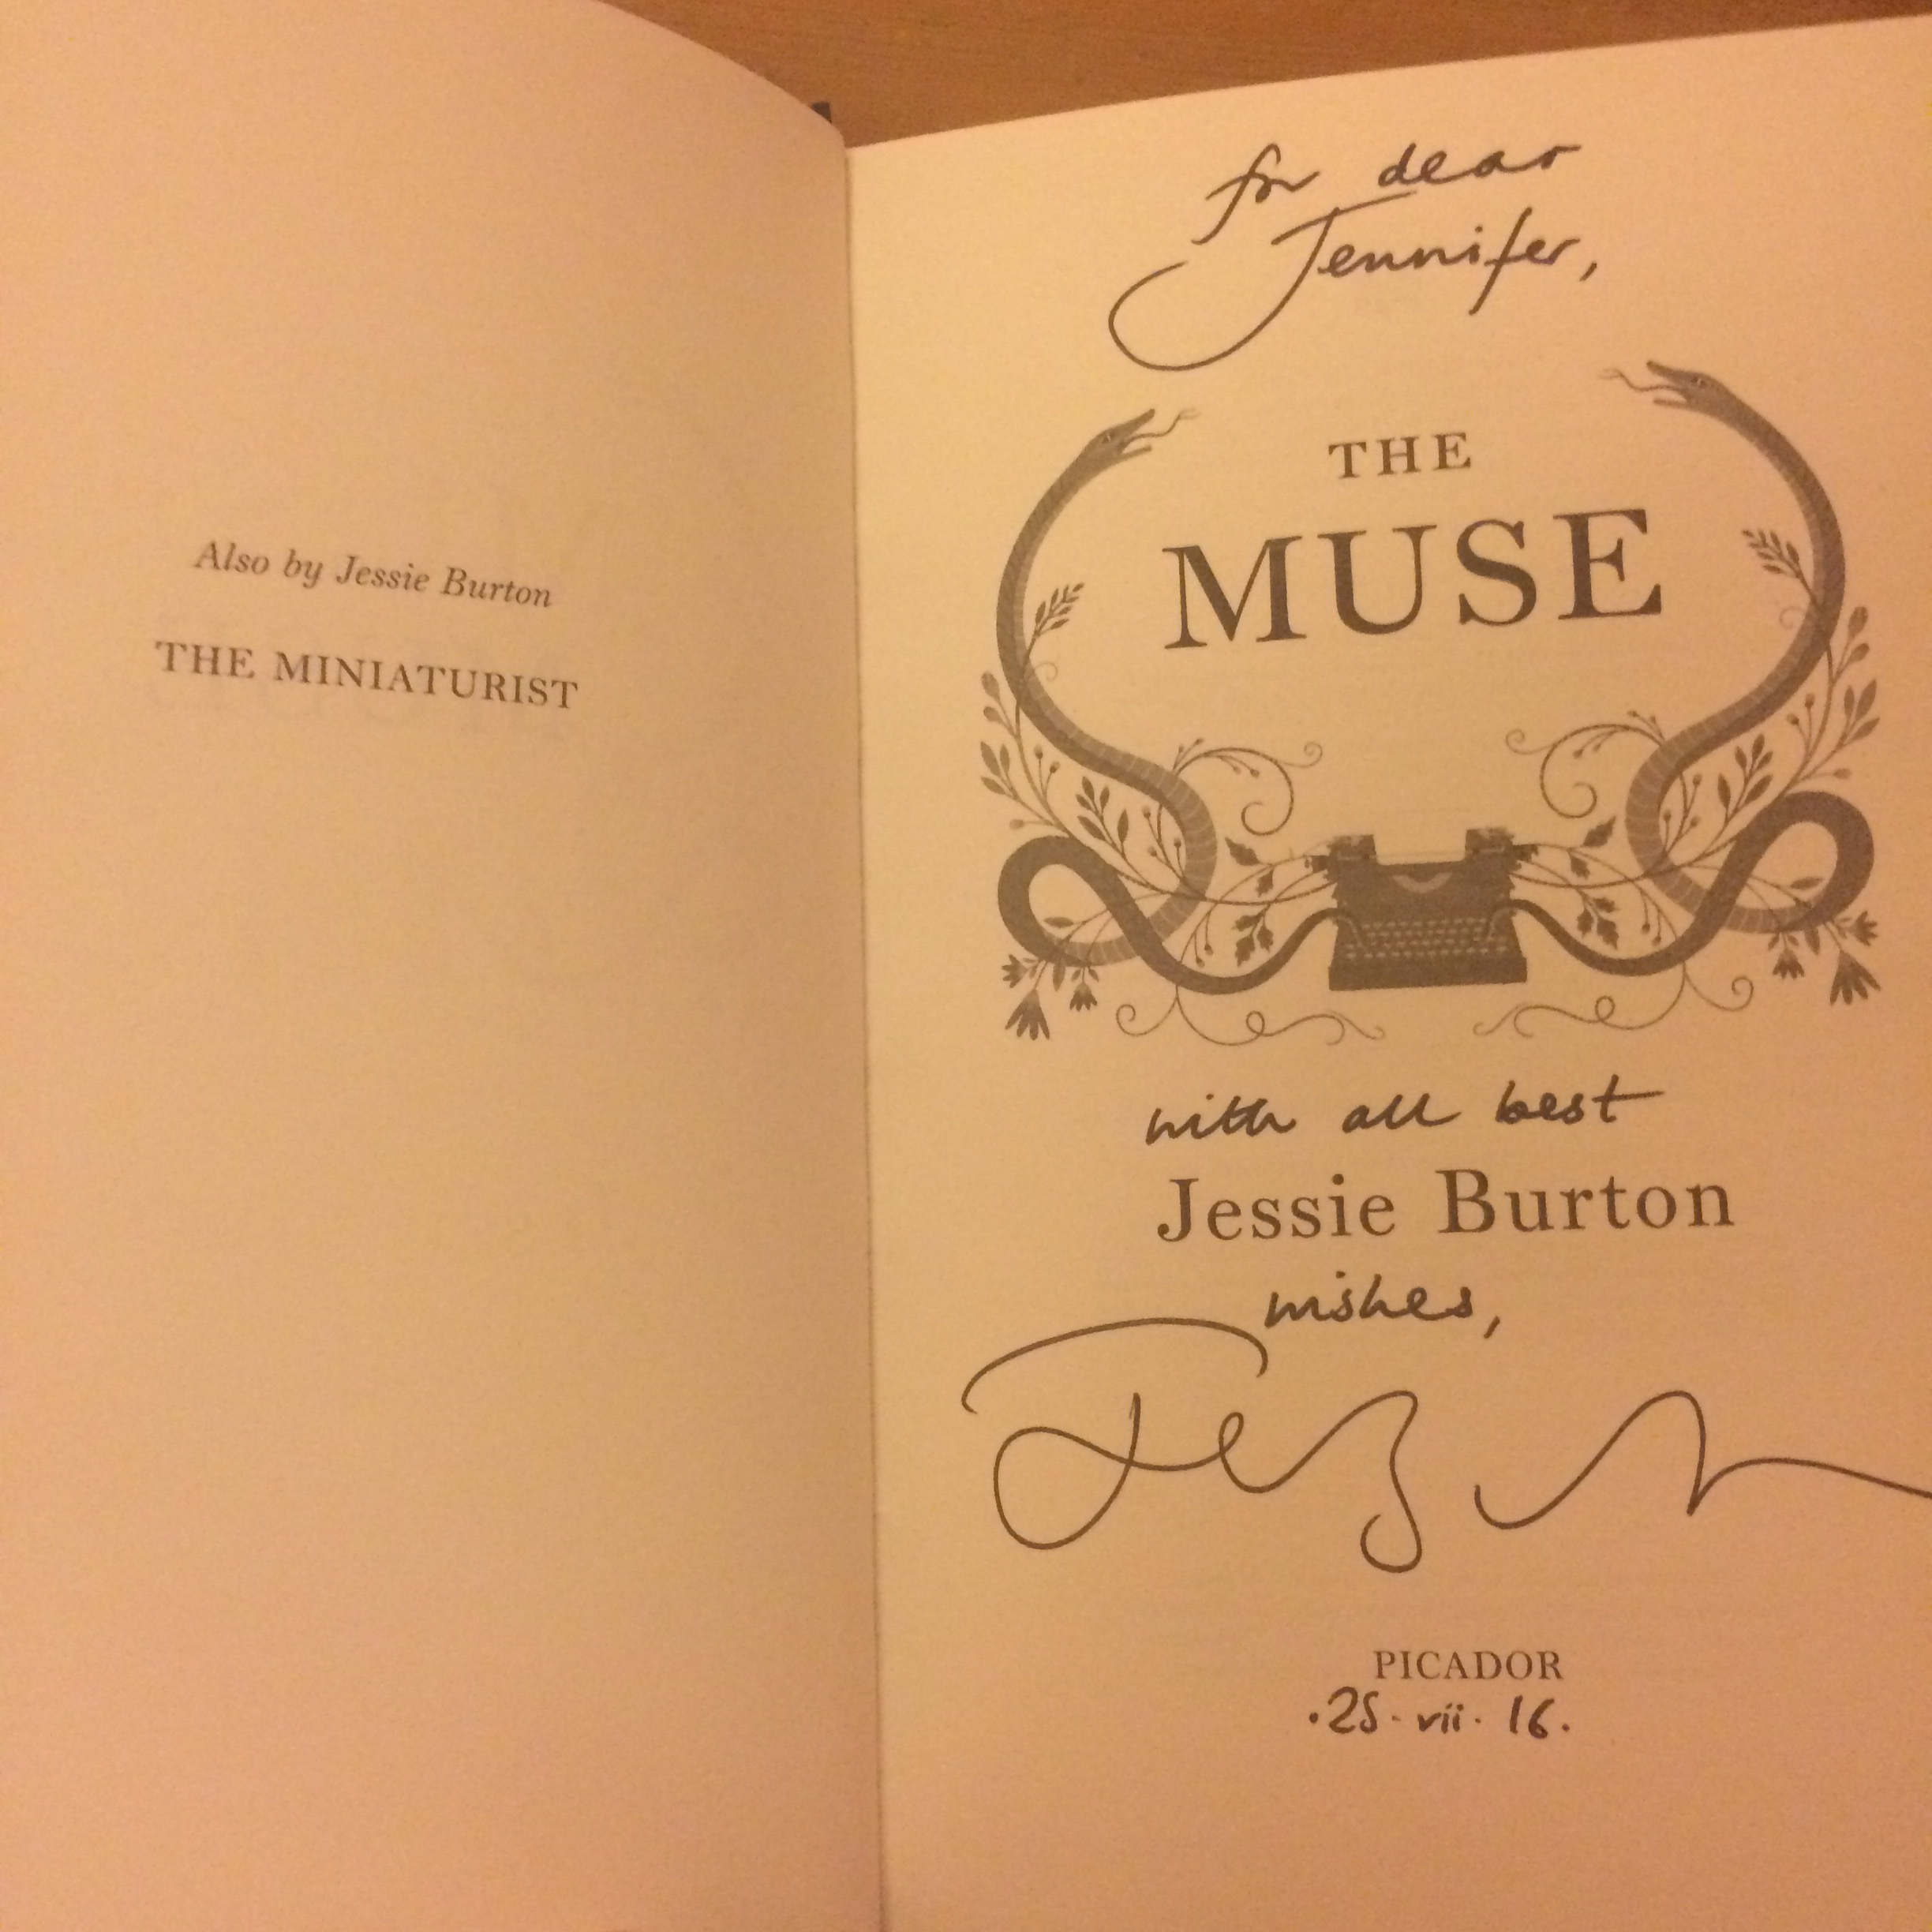 Also by Jessie Burton
THE MINIATURIST
for dear
Jennifer,
THE
MUSE
with all best
Jessie Burton
wishes,
PICADOR
·25·vii·16.